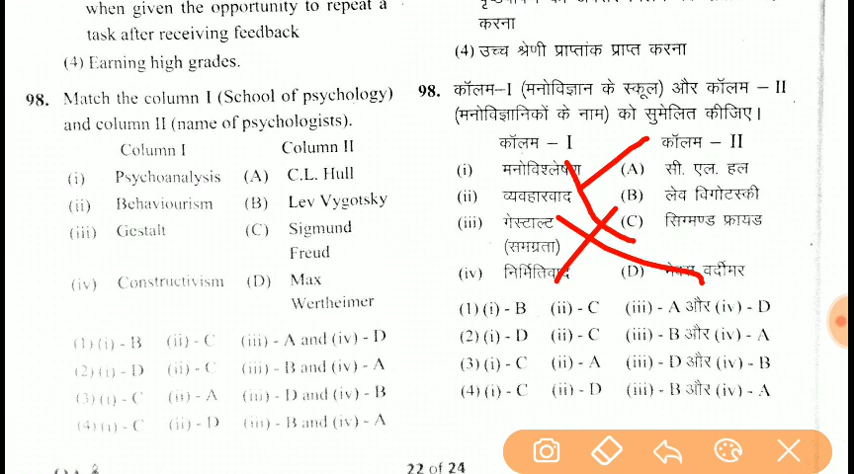 when given the opportunity to repeat a
task after receiving feedback
(4) Earning high grades.
98. Match the column I (School of psychology)
and column II (name of psychologists).
Column I Column II
(i) Psychoanalysis (A) C.L. Hull
(ii) Behaviourism (B) Lev Vygotsky
(iii) Gestalt (C) Sigmund
Freud
(iv) Constructivism (D) Max
Wertheimer
(1) (i) - B (ii) - C (iii) - A and (iv) - D
(2) (i) - D (ii) - C (iii) - B and (iv) - A
(3) (i) - C (ii) - A (iii) - D and (iv) - B
(4) (i) - C (ii) - D (iii) - B and (iv) - A
करना
(4) उच्च श्रेणी प्राप्तांक प्राप्त करना
98. कॉलम-I (मनोविज्ञान के स्कूल) और कॉलम – II
(मनोविज्ञानिकों के नाम) को सुमेलित कीजिए।
कॉलम – I कॉलम – II
(i) मनोविश्लेषण (A) सी. एल. हल
(ii) व्यवहारवाद (B) लेव विगोटस्की
(iii) गेस्टाल्ट (C) सिग्मण्ड फ्रायड
(समग्रता)
(iv) निर्मितिवाद (D) मेक्स वर्दीमर
(1) (i) - B (ii) - C (iii) - A और (iv) - D
(2) (i) - D (ii) - C (iii) - B और (iv) - A
(3) (i) - C (ii) - A (iii) - D और (iv) - B
(4) (i) - C (ii) - D (iii) - B और (iv) - A
22 of 24